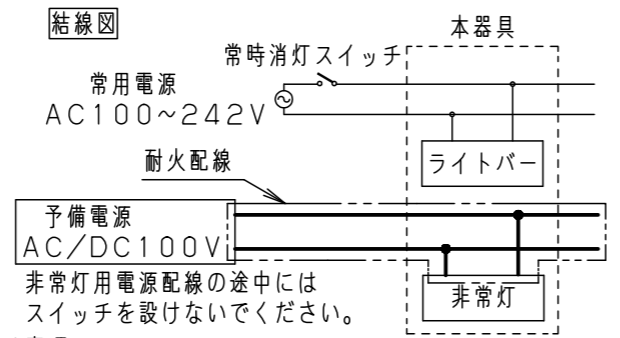 結線図
本器具
常時消灯スイッチ
常用電源
AC100~242V
ライトバー
耐火配線
予備電源
AC/DC100V
非常灯
非常灯用電源配線の途中には
スイッチを設けないでください。